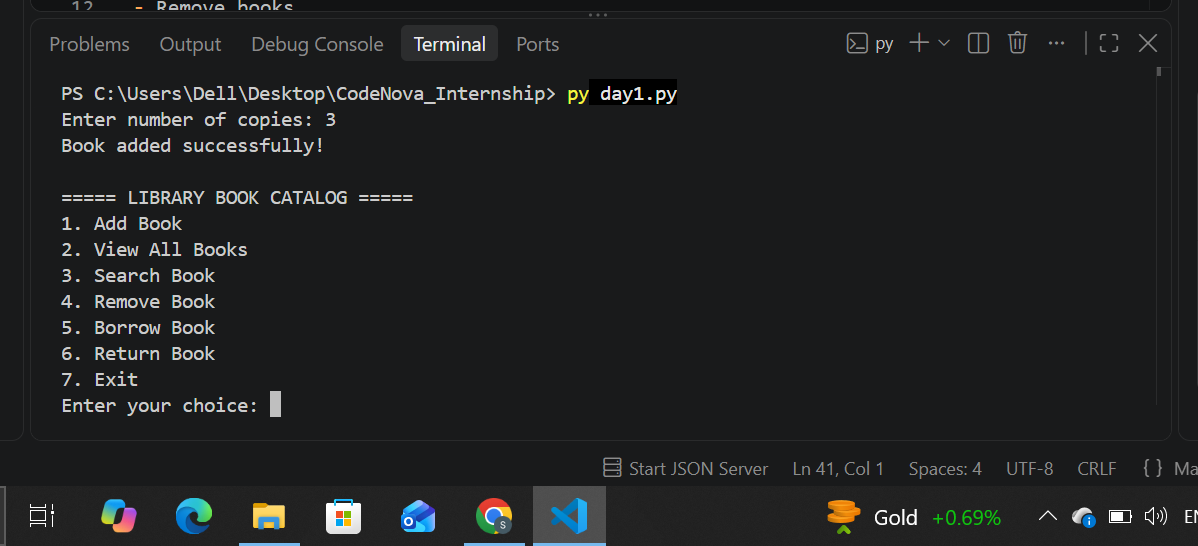 12 - Remove books
Problems Output Debug Console Terminal Ports py
PS C:\Users\Dell\Desktop\CodeNova_Internship> py day1.py
Enter number of copies: 3
Book added successfully!
===== LIBRARY BOOK CATALOG =====
1. Add Book
2. View All Books
3. Search Book
4. Remove Book
5. Borrow Book
6. Return Book
7. Exit
Enter your choice:
Start JSON Server Ln 41, Col 1 Spaces: 4 UTF-8 CRLF { } Ma
Gold +0.69% EN